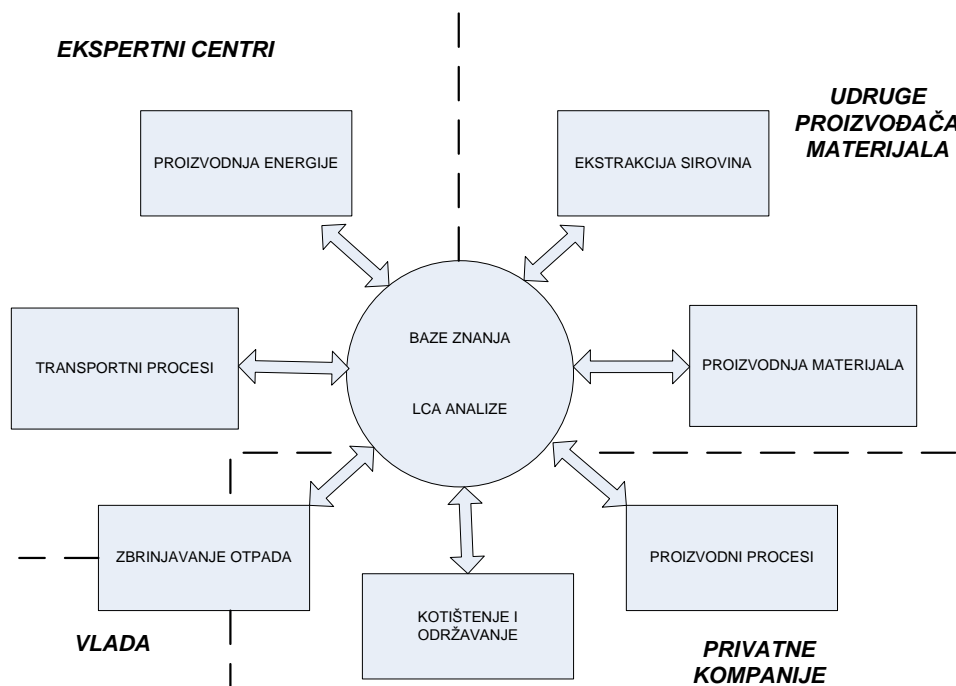 EKSPERTNI CENTRI
UDRUGE
PROIZVOĐAČA
MATERIJALA
PROIZVODNJA ENERGIJE
EKSTRAKCIJA SIROVINA
BAZE ZNANJA
LCA ANALIZE
TRANSPORTNI PROCESI
PROIZVODNJA MATERIJALA
ZBRINJAVANJE OTPADA
PROIZVODNI PROCESI
KOTIŠTENJE I
ODRŽAVANJE
VLADA
PRIVATNE
KOMPANIJE